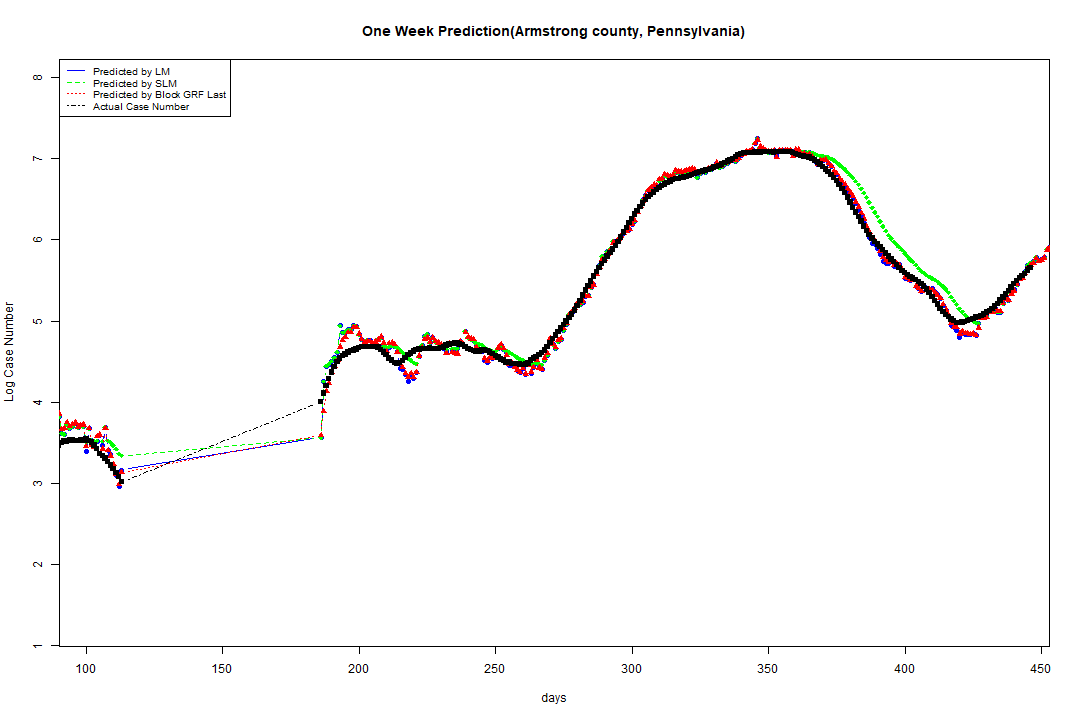 One Week Prediction(Armstrong county, Pennsylvania)
Predicted by LM
Predicted by SLM
Predicted by Block GRF Last
Actual Case Number
Log Case Number
8
7
6
5
4
3
2
1
100 150 200 250 300 350 400 450
days